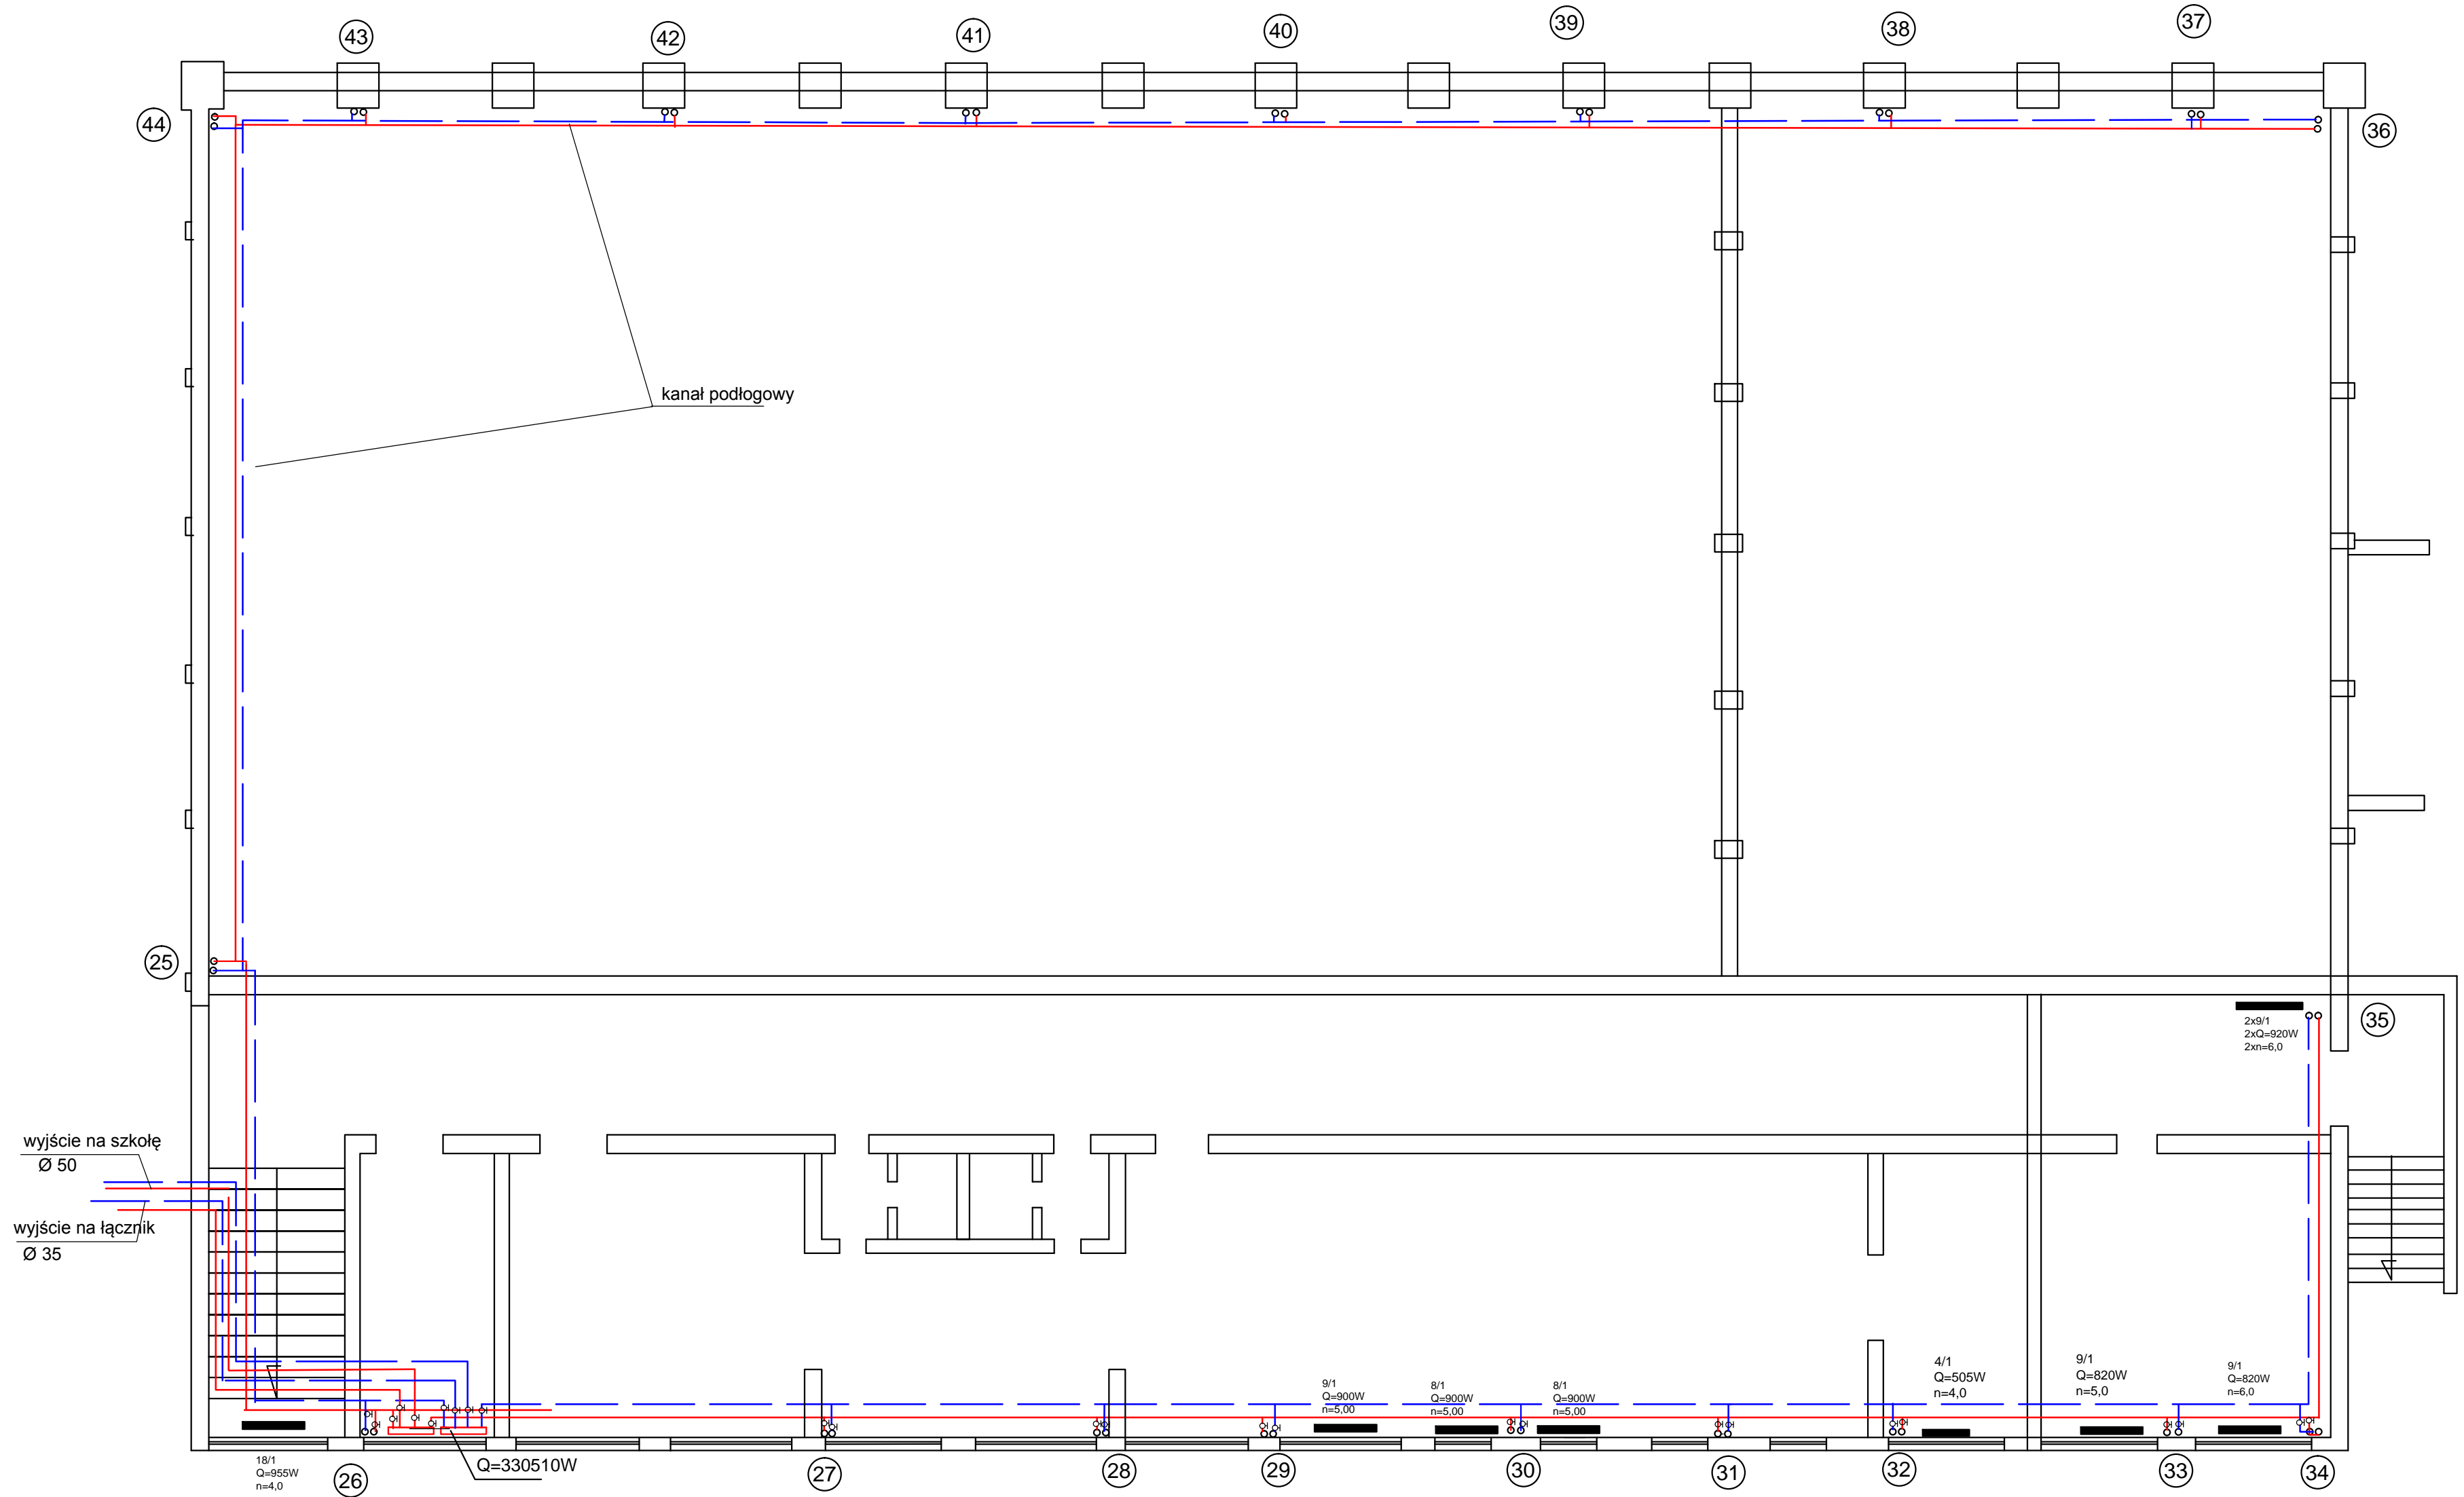 43
42
41
40
39
38
37
44
36
kanał podłogowy
25
35
2x9/1
2xQ=920W
2xn=6,0
wyjście na szkołę
Ø 50
wyjście na łącznik
Ø 35
9/1
Q=900W
n=5,00
8/1
Q=900W
n=5,00
8/1
Q=900W
n=5,00
4/1
Q=505W
n=4,0
9/1
Q=820W
n=5,0
9/1
Q=820W
n=6,0
18/1
Q=955W
n=4,0
Q=330510W
26
27
28
29
30
31
32
33
34